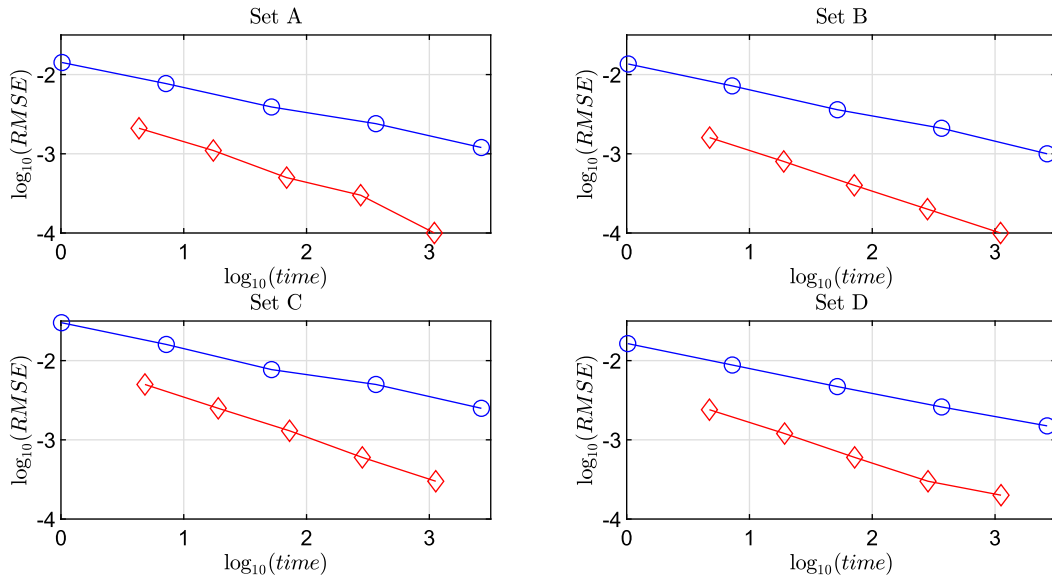 Set A
-2
-3
-4
log10(RMSE)
0 1 2 3
log10(time)
Set B
-2
-3
-4
log10(RMSE)
0 1 2 3
log10(time)
Set C
-2
-3
-4
log10(RMSE)
0 1 2 3
log10(time)
Set D
-2
-3
-4
log10(RMSE)
0 1 2 3
log10(time)